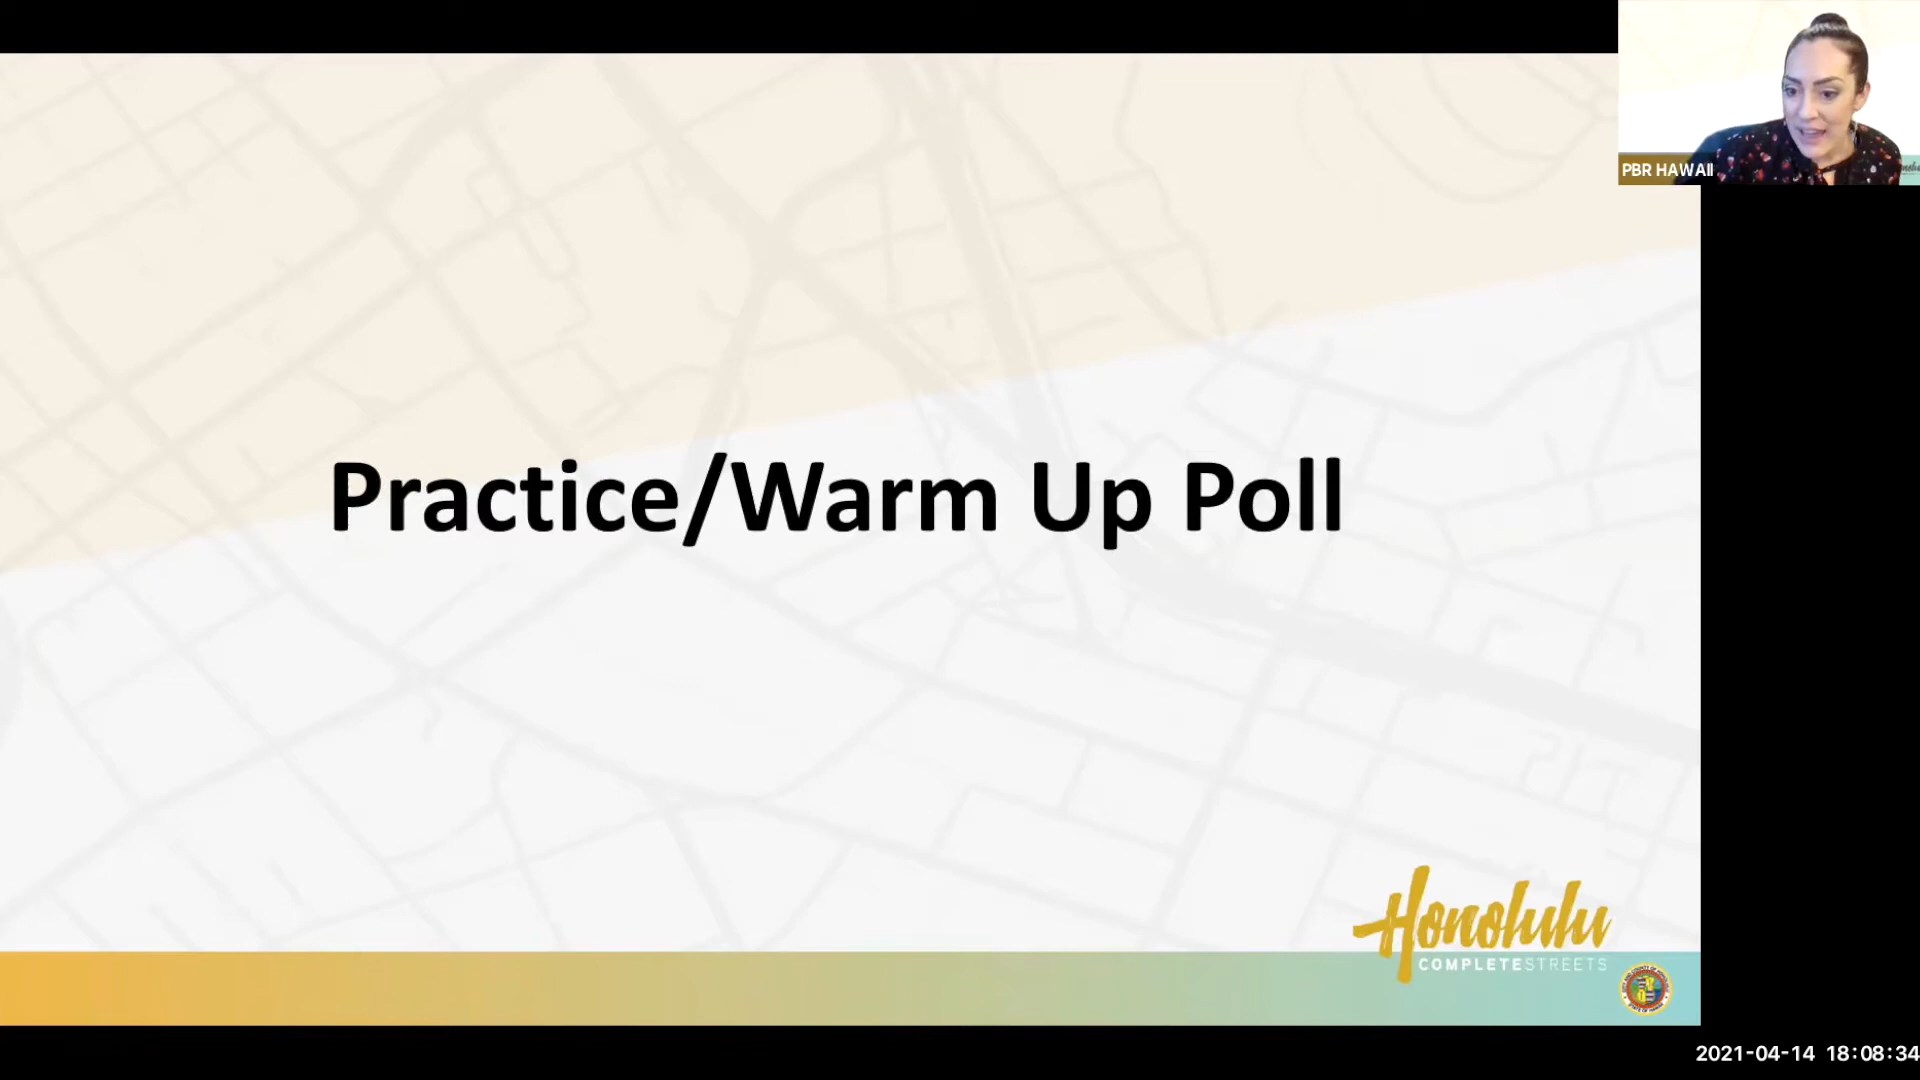 PBR HAWAII
Practice/Warm Up Poll
Honolulu
COMPLETESTREETS
2021-04-14 18:08:34